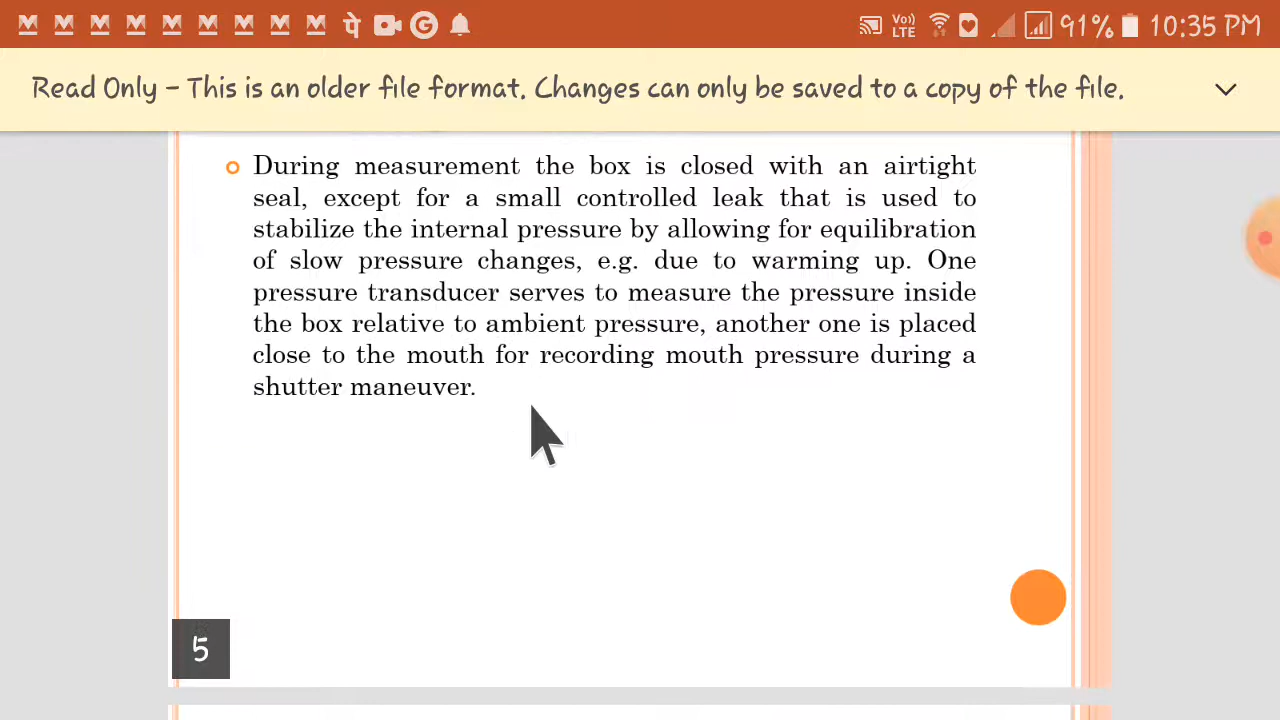 पे G Vo)) LTE 91% 10:35 PM
Read Only – This is an older file format. Changes can only be saved to a copy of the file.
During measurement the box is closed with an airtight
seal, except for a small controlled leak that is used to
stabilize the internal pressure by allowing for equilibration
of slow pressure changes, e.g. due to warming up. One
pressure transducer serves to measure the pressure inside
the box relative to ambient pressure, another one is placed
close to the mouth for recording mouth pressure during a
shutter maneuver.
5